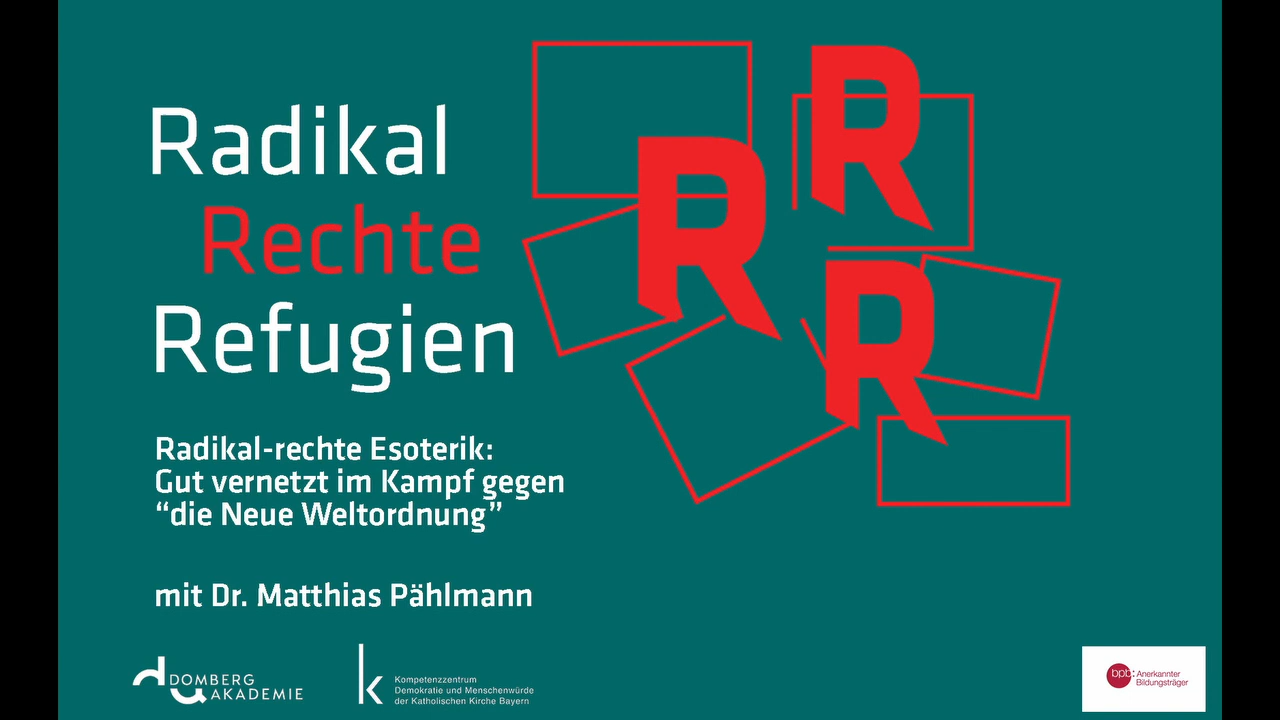 Radikal
Rechte
Refugien
R
R
R
Radikal-rechte Esoterik:
Gut vernetzt im Kampf gegen
“die Neue Weltordnung”
mit Dr. Matthias Pählmann
DOMBERG
AKADEMIE
k
Kompetenzzentrum
Demokratie und Menschenwürde
der Katholischen Kirche Bayern
bpb: Anerkannter
Bildungsträger